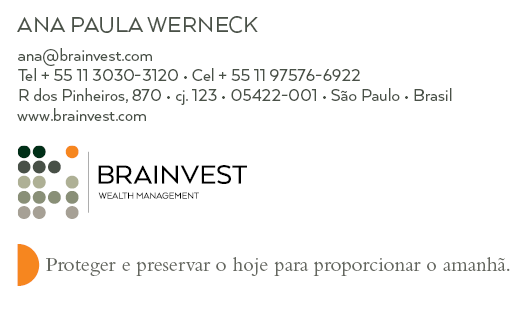 ANA PAULA WERNECK
ana@brainvest.com
Tel + 55 11 3030-3120 • Cel + 55 11 97576-6922
R dos Pinheiros, 870 • cj. 123 • 05422-001 • São Paulo • Brasil
www.brainvest.com
BRAINVEST
WEALTH MANAGEMENT
Proteger e preservar o hoje para proporcionar o amanhã.